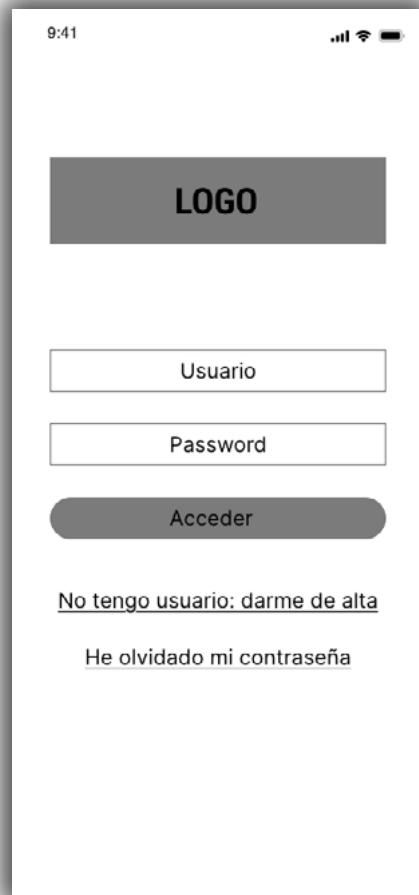 9:41
LOGO
Usuario
Password
Acceder
No tengo usuario: darme de alta
He olvidado mi contraseña